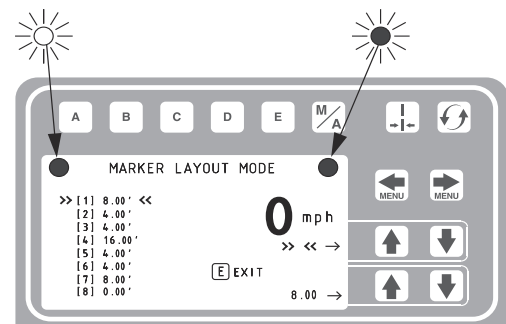 A B C D E M/A
MARKER LAYOUT MODE
MENU MENU
>> [1] 8.00' <<
[2] 4.00'
[3] 4.00'
[4] 16.00'
[5] 4.00'
[6] 4.00'
[7] 8.00'
[8] 0.00'
0 mph
>> << →
E EXIT
8.00 →